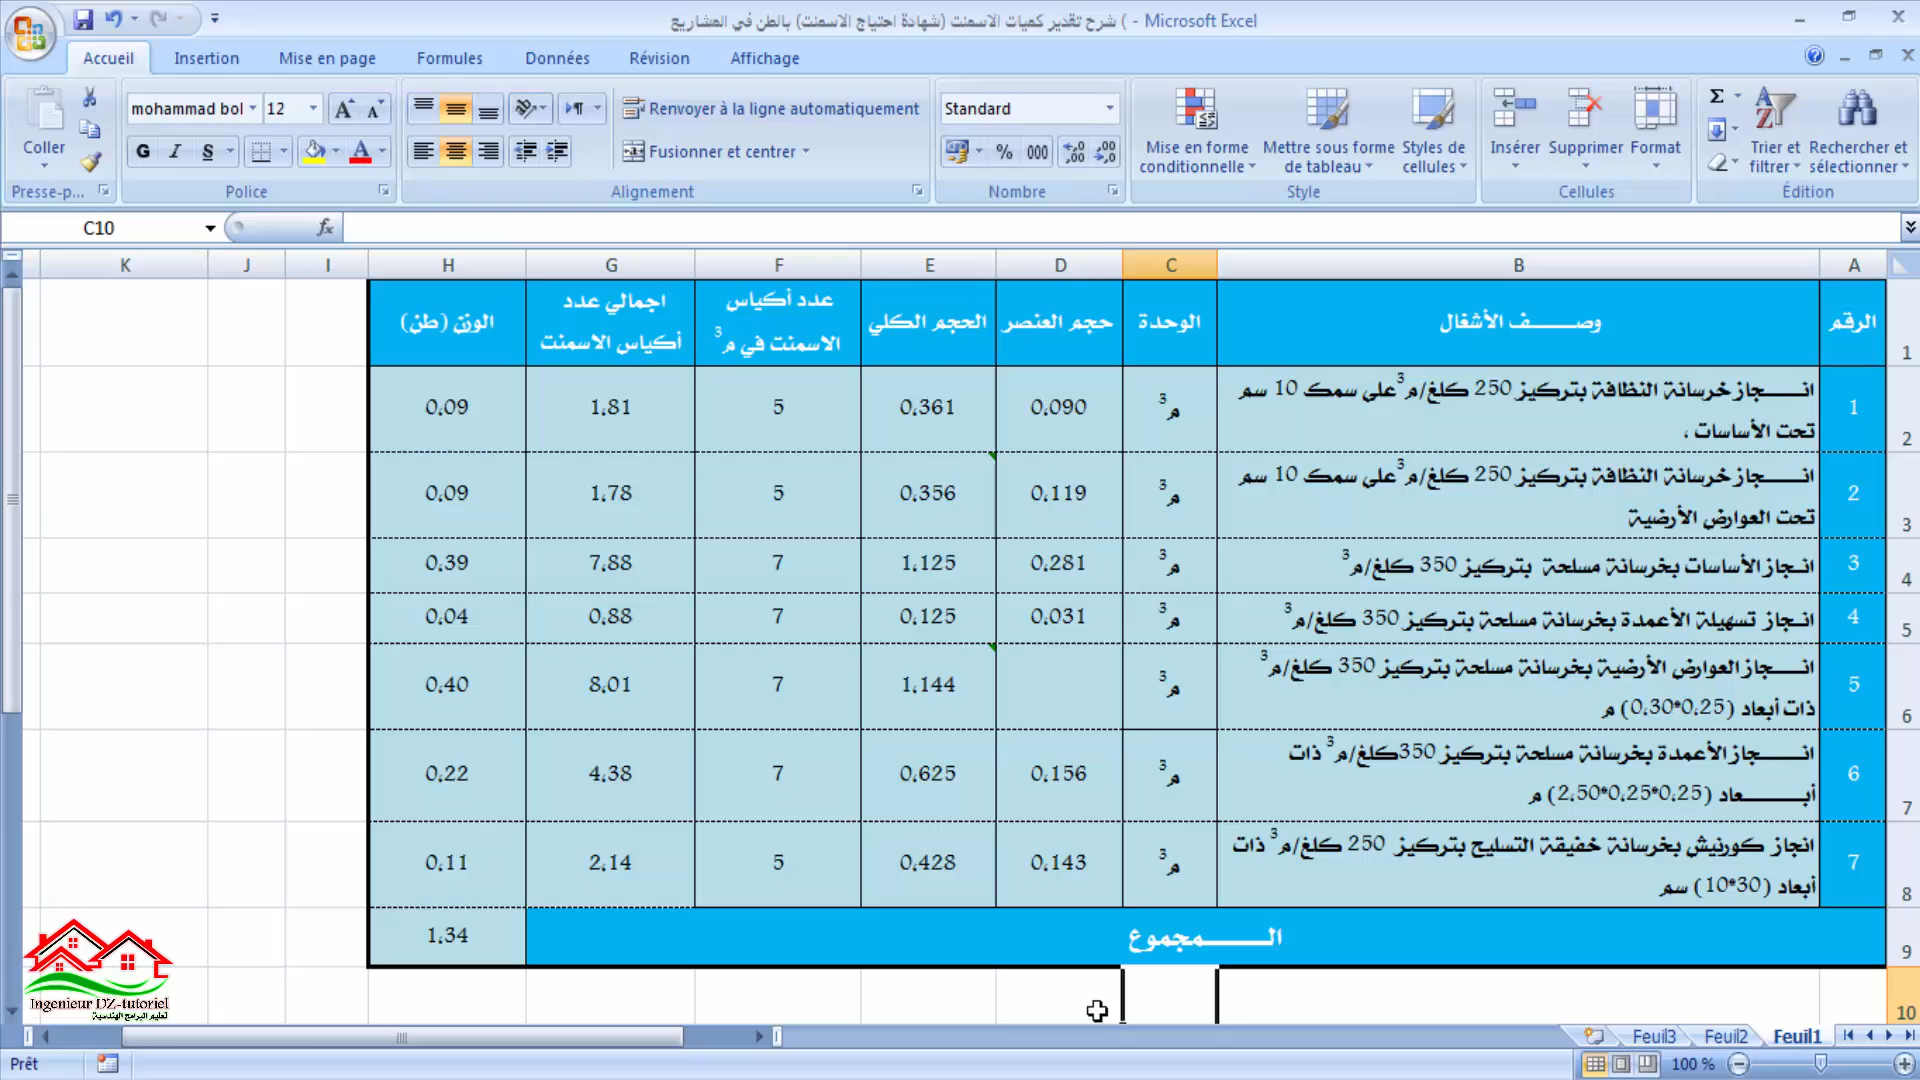 شرح تقدير كميات الاسمنت (شهادة احتياج الاسمنت) بالطن في المشاريع ) - Microsoft Excel
Accueil Insertion Mise en page Formules Données Révision Affichage
Coller
Presse-p...
mohammad bol 12
G I S
Police
Renvoyer à la ligne automatiquement
Fusionner et centrer
Alignement
Standard
% 000
Nombre
Mise en forme conditionnelle
Mettre sous forme de tableau
Styles de cellules
Style
Insérer Supprimer Format
Cellules
Σ
Trier et filtrer
Rechercher et sélectionner
Édition
C10 fx
K J I H G F E D C B A
الرقم وصـــف الأشغال الوحدة حجم العنصر الحجم الكلي عدد أكياس الاسمنت في م3 اجمالي عدد أكياس الاسمنت الوزن (طن) 1
1 انـــجاز خرسانة النظافة بتركيز 250 كلغ/م3 على سمك 10 سم تحت الأساسات ، م3 0.090 0.361 5 1.81 0.09 2
2 انـــجاز خرسانة النظافة بتركيز 250 كلغ/م3 على سمك 10 سم تحت العوارض الأرضية م3 0.119 0.356 5 1.78 0.09 3
3 انـجاز الأساسات بخرسانة مسلحة بتركيز 350 كلغ/م3 م3 0.281 1.125 7 7.88 0.39 4
4 انـجاز تسهيلة الأعمدة بخرسانة مسلحة بتركيز 350 كلغ/م3 م3 0.031 0.125 7 0.88 0.04 5
5 انـــجاز العوارض الأرضية بخرسانة مسلحة بتركيز 350 كلغ/م3 ذات أبعاد (0.25*0.30) م م3 1.144 7 8.01 0.40 6
6 انـــجاز الأعمدة بخرسانة مسلحة بتركيز 350كلغ/م3 ذات أبــــعاد (0.25*0.25*2.50) م م3 0.156 0.625 7 4.38 0.22 7
7 انجاز كورنيش بخرسانة خفيقة التسليح بتركيز 250 كلغ/م3 ذات أبعاد (30*10) سم م3 0.143 0.428 5 2.14 0.11 8
الـــــمجموع 1.34 9
10
Ingenieur DZ-tutoriel
تعليم البرامج الهندسية
Feuil3 Feuil2 Feuil1
Prêt 100 %